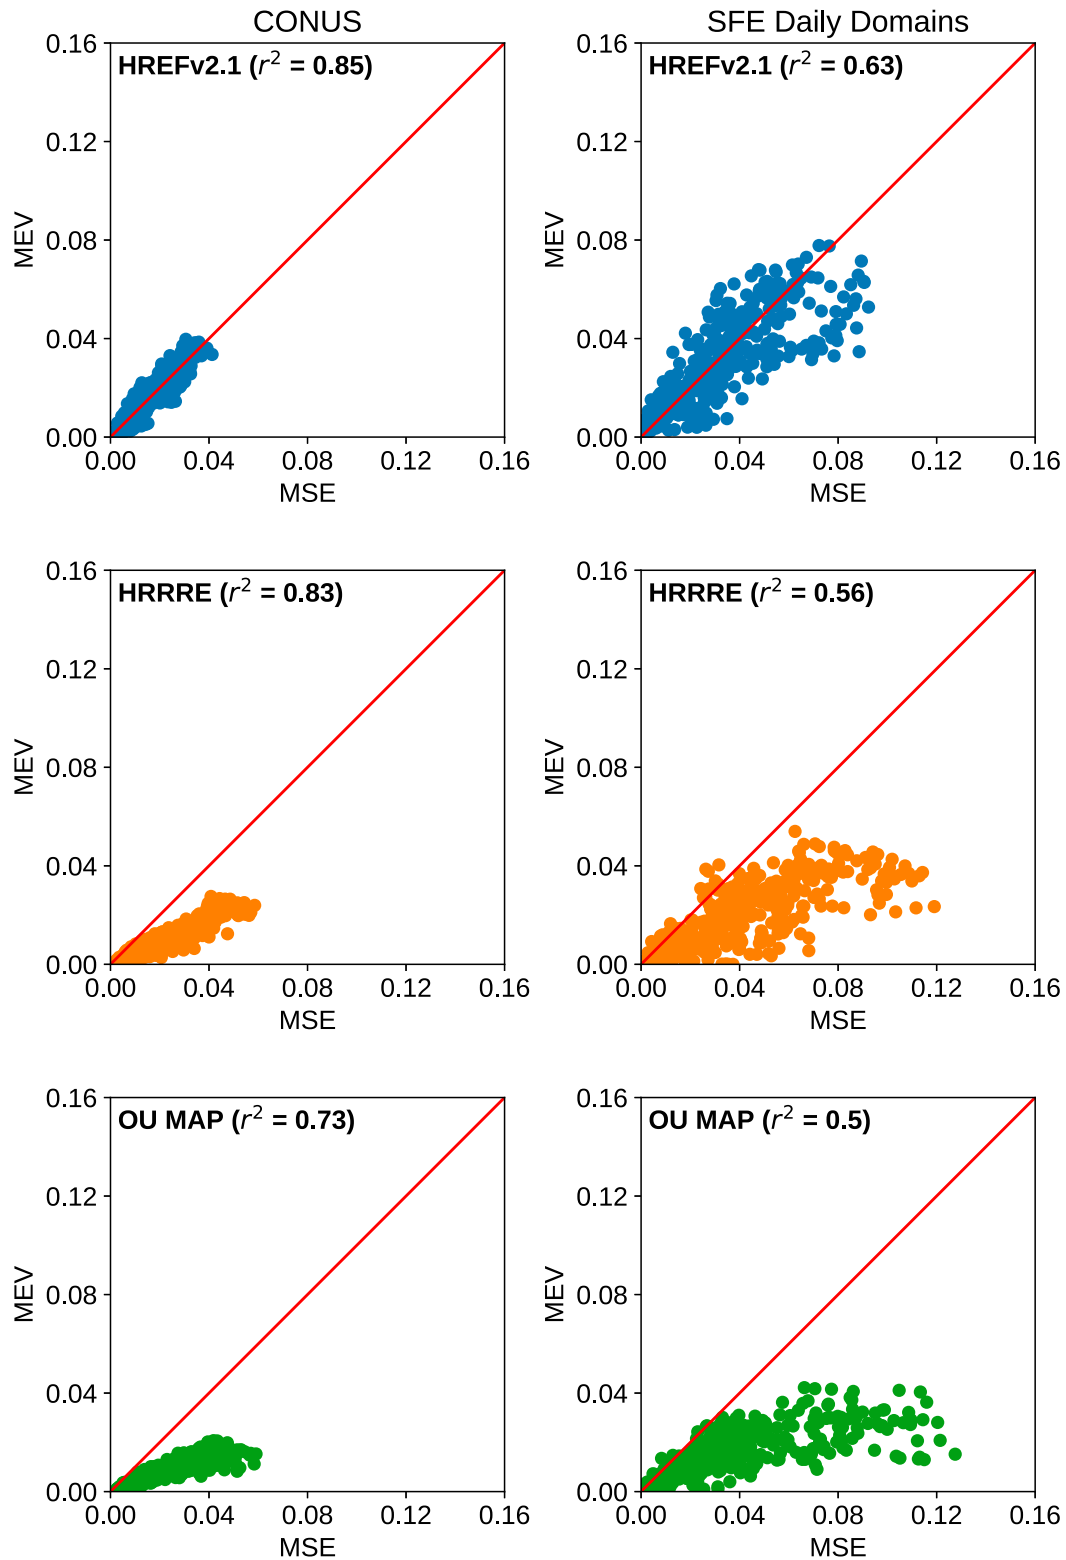 CONUS
SFE Daily Domains
0.16
HREFv2.1 (r² = 0.85)
0.12
MEV
0.08
0.04
0.00
0.00 0.04 0.08 0.12 0.16
MSE
0.16
HREFv2.1 (r² = 0.63)
0.12
MEV
0.08
0.04
0.00
0.00 0.04 0.08 0.12 0.16
MSE
0.16
HRRRE (r² = 0.83)
0.12
MEV
0.08
0.04
0.00
0.00 0.04 0.08 0.12 0.16
MSE
0.16
HRRRE (r² = 0.56)
0.12
MEV
0.08
0.04
0.00
0.00 0.04 0.08 0.12 0.16
MSE
0.16
OU MAP (r² = 0.73)
0.12
MEV
0.08
0.04
0.00
0.00 0.04 0.08 0.12 0.16
MSE
0.16
OU MAP (r² = 0.5)
0.12
MEV
0.08
0.04
0.00
0.00 0.04 0.08 0.12 0.16
MSE